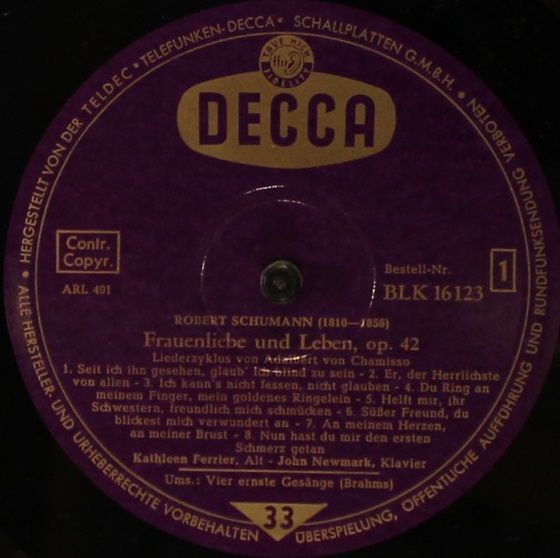 HERGESTELLT VON DER TELDEC • TELEFUNKEN-DECCA • SCHALLPLATTEN G.M.B.H.
• ALLE HERSTELLER- UND URHEBERRECHTE VORBEHALTEN
ÜBERSPIELUNG, ÖFFENTLICHE AUFFÜHRUNG UND RUNDFUNKSENDUNG VERBOTEN
TRUE HIGH
ffrr
FIDELITY
DECCA
Contr.
Copyr.
ARL 491
Bestell-Nr.
BLK 16123
1
ROBERT SCHUMANN (1810—1856)
Frauenliebe und Leben, op. 42
Liederzyklus von Adelbert von Chamisso
1. Seit ich ihn gesehen, glaub' ich blind zu sein - 2. Er, der Herrlichste
von allen - 3. Ich kann's nicht fassen, nicht glauben - 4. Du Ring an
meinem Finger, mein goldenes Ringelein - 5. Helft mir, ihr
Schwestern, freundlich mich schmücken - 6. Süßer Freund, du
blickest mich verwundert an - 7. An meinem Herzen,
an meiner Brust - 8. Nun hast du mir den ersten
Schmerz getan
Kathleen Ferrier, Alt - John Newmark, Klavier
Ums.: Vier ernste Gesänge (Brahms)
33